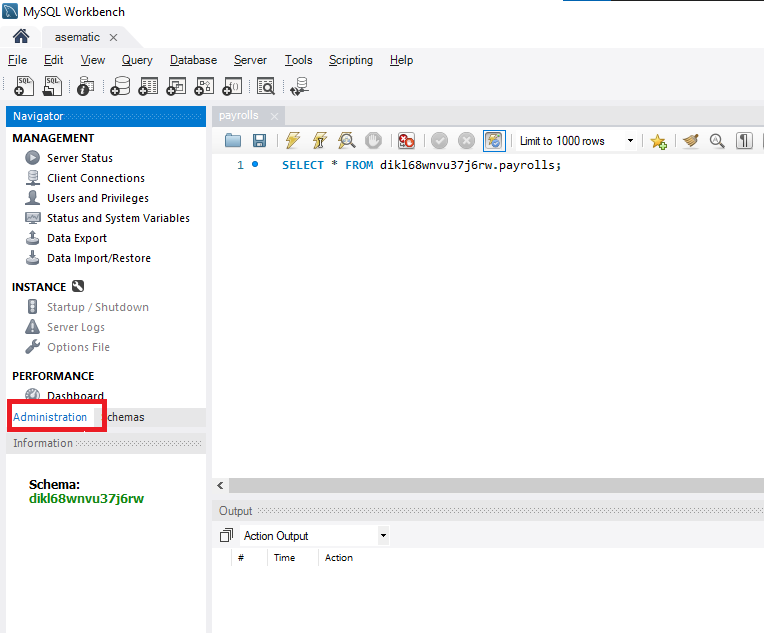 MySQL Workbench
asematic
File Edit View Query Database Server Tools Scripting Help
Navigator
MANAGEMENT
Server Status
Client Connections
Users and Privileges
Status and System Variables
Data Export
Data Import/Restore
INSTANCE
Startup / Shutdown
Server Logs
Options File
PERFORMANCE
Dashboard
Administration chemas
Information
Schema:
dikl68wnvu37j6rw
payrolls
Limit to 1000 rows
1 SELECT * FROM dikl68wnvu37j6rw.payrolls;
Output
Action Output
# Time Action